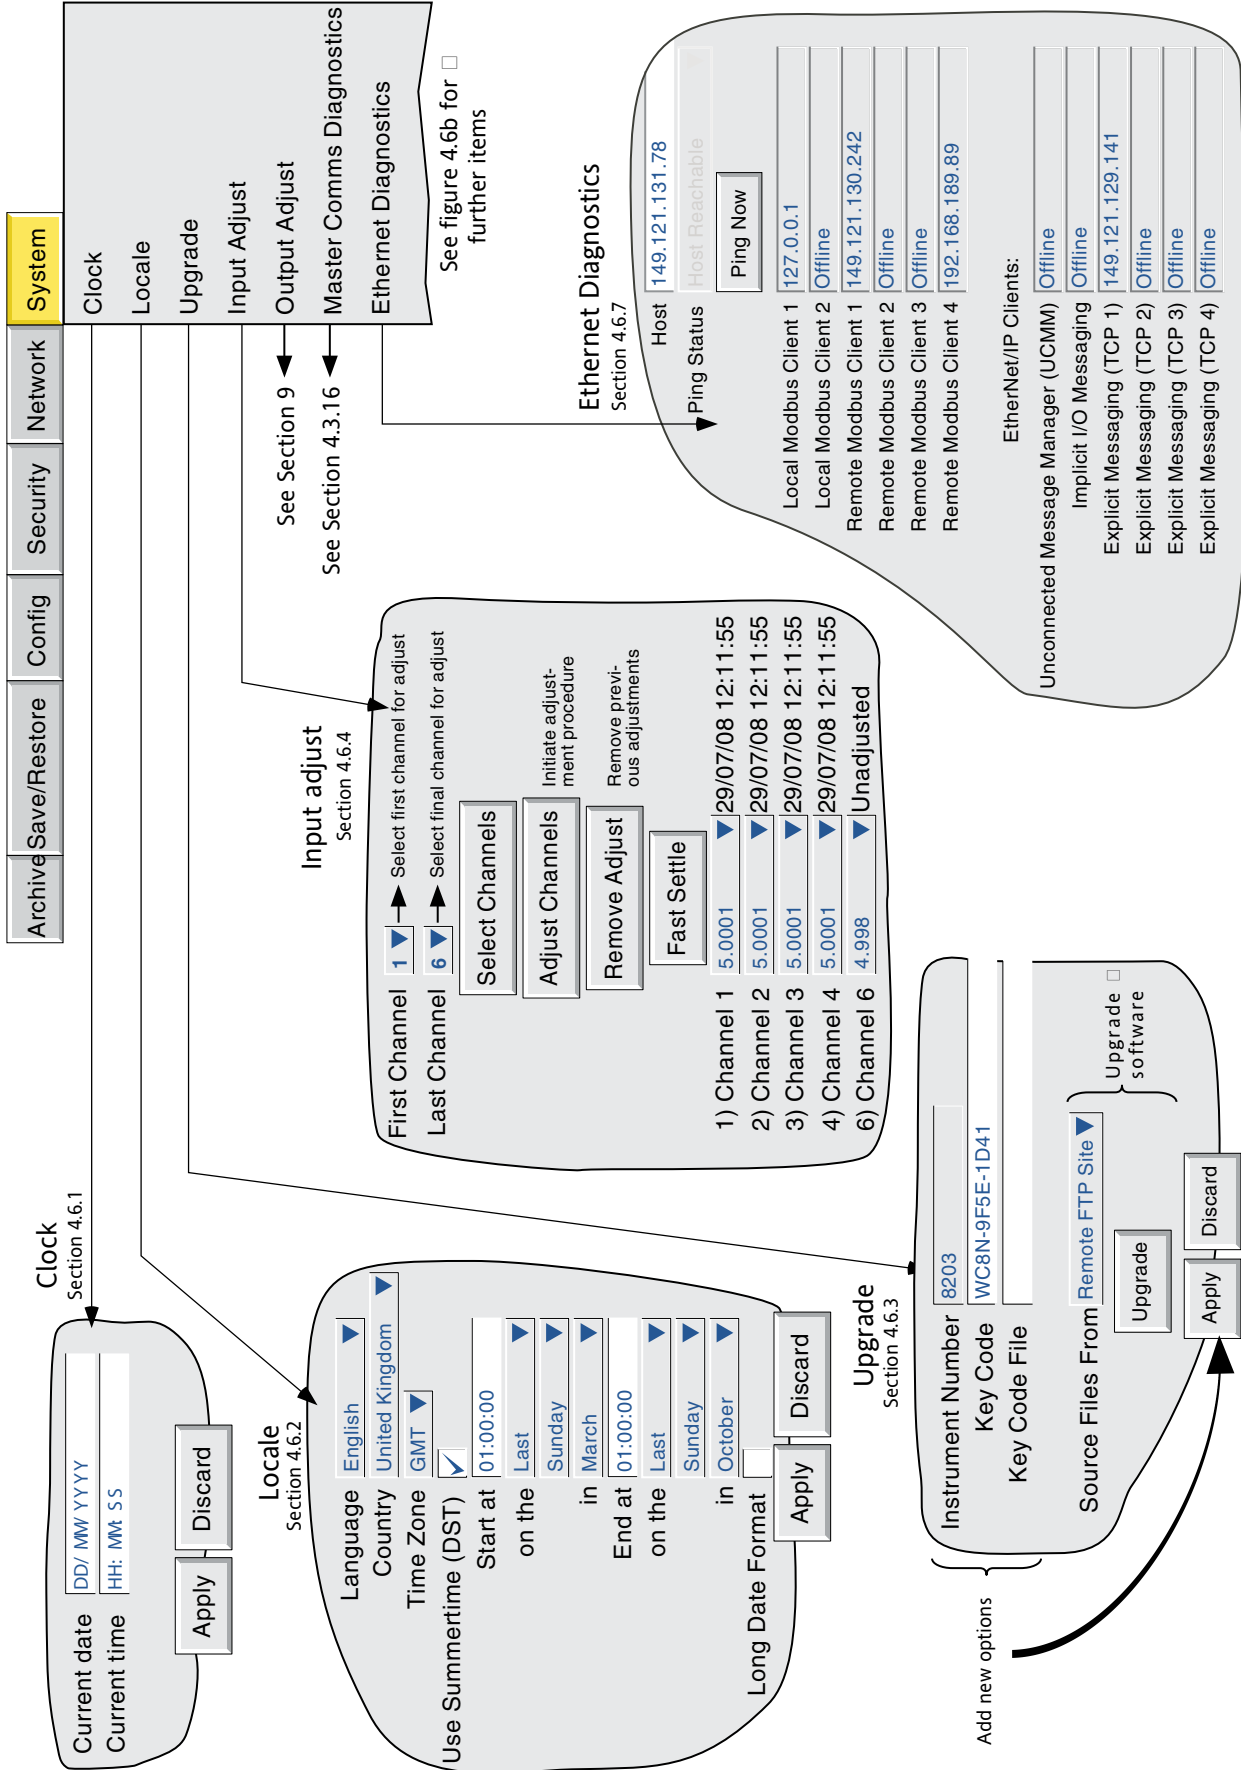 Archive Save/Restore Config Security Network System
Clock
Locale
Upgrade
Input Adjust
Output Adjust
Master Comms Diagnostics
Ethernet Diagnostics
See Section 9
See Section 4.3.16
See figure 4.6b for
further items
Clock
Section 4.6.1
Current date DD/MM/YYYY
Current time HH:MM:SS
Apply Discard
Locale
Section 4.6.2
Language English
Country United Kingdom
Time Zone GMT
Use Summertime (DST)
Start at 01:00:00
on the Last
Sunday
in March
End at 01:00:00
on the Last
Sunday
in October
Long Date Format
Apply Discard
Input adjust
Section 4.6.4
First Channel 1 Select first channel for adjust
Last Channel 6 Select final channel for adjust
Select Channels
Adjust Channels
Initiate adjust-
ment procedure
Remove Adjust
Remove previ-
ous adjustments
Fast Settle
1) Channel 1 5.0001 29/07/08 12:11:55
2) Channel 2 5.0001 29/07/08 12:11:55
3) Channel 3 5.0001 29/07/08 12:11:55
4) Channel 4 5.0001 29/07/08 12:11:55
6) Channel 6 4.998 Unadjusted
Upgrade
Section 4.6.3
Instrument Number 8203
Key Code WC8N-9F5E-1D41
Key Code File
Source Files From Remote FTP Site
Upgrade
Apply Discard
Add new options
Upgrade
software
Ethernet Diagnostics
Section 4.6.7
Host 149.121.131.78
Ping Status Host Reachable
Ping Now
Local Modbus Client 1 127.0.0.1
Local Modbus Client 2 Offline
Remote Modbus Client 1 149.121.130.242
Remote Modbus Client 2 Offline
Remote Modbus Client 3 Offline
Remote Modbus Client 4 192.168.189.89
EtherNet/IP Clients:
Unconnected Message Manager (UCMM) Offline
Implicit I/O Messaging Offline
Explicit Messaging (TCP 1) 149.121.129.141
Explicit Messaging (TCP 2) Offline
Explicit Messaging (TCP 3) Offline
Explicit Messaging (TCP 4) Offline